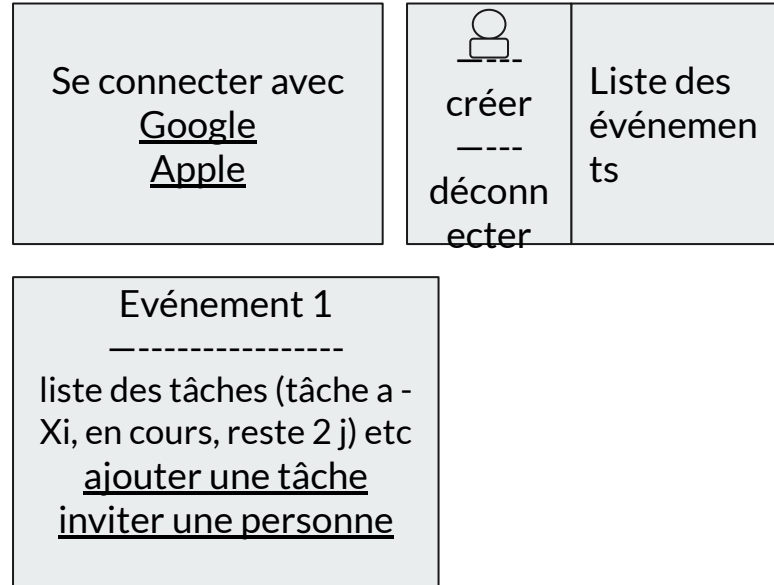 Se connecter avec
Google
Apple
—----
créer
—---
déconn
ecter
Liste des
événemen
ts
Evénement 1
—----------------
liste des tâches (tâche a -
Xi, en cours, reste 2 j) etc
ajouter une tâche
inviter une personne